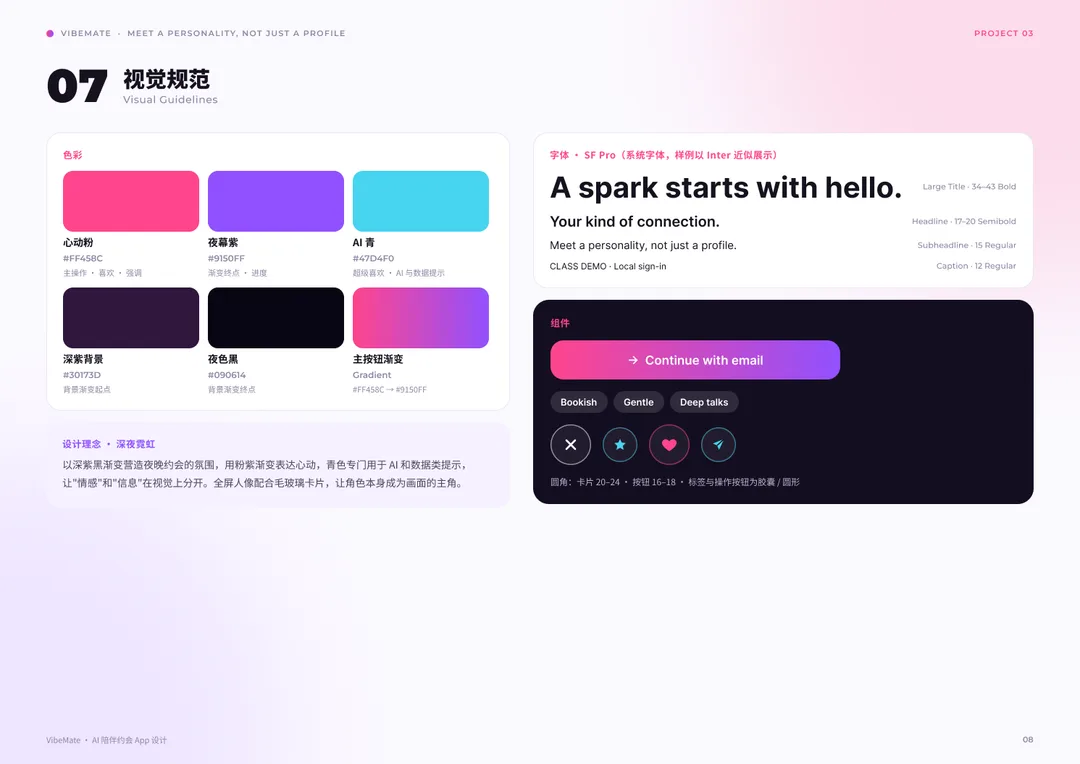 VIBEMATE · MEET A PERSONALITY, NOT JUST A PROFILE
PROJECT 03
07
视觉规范
Visual Guidelines
色彩
心动粉
#FF458C
主操作 · 喜欢 · 强调
夜幕紫
#9150FF
渐变终点 · 进度
AI 青
#47D4F0
超级喜欢 · AI 与数据提示
深紫背景
#30173D
背景渐变起点
夜色黑
#090614
背景渐变终点
主按钮渐变
Gradient
#FF458C → #9150FF
设计理念 · 深夜霓虹
以深紫黑渐变营造夜晚约会的氛围，用粉紫渐变表达心动，青色专门用于 AI 和数据类提示，
让"情感"和"信息"在视觉上分开。全屏人像配合毛玻璃卡片，让角色本身成为画面的主角。
字体 · SF Pro（系统字体，样例以 Inter 近似展示）
A spark starts with hello.
Large Title · 34–43 Bold
Your kind of connection.
Headline · 17–20 Semibold
Meet a personality, not just a profile.
Subheadline · 15 Regular
CLASS DEMO · Local sign-in
Caption · 12 Regular
组件
→ Continue with email
Bookish
Gentle
Deep talks
圆角：卡片 20–24 · 按钮 16–18 · 标签与操作按钮为胶囊 / 圆形
VibeMate · AI 陪伴约会 App 设计
08